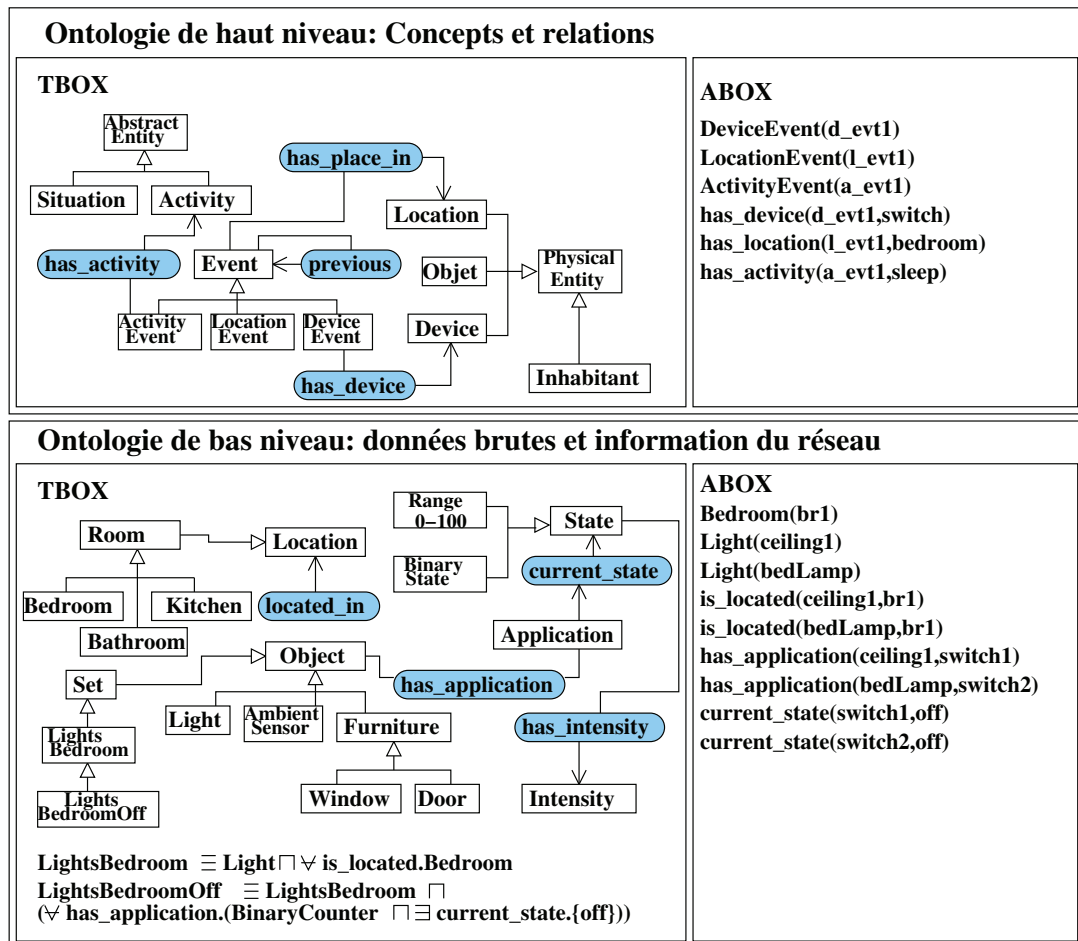 Ontologie de haut niveau: Concepts et relations
TBOX
Abstract
Entity
has_place_in
Situation
Activity
Location
has_activity
Event
previous
Objet
Physical
Entity
Activity
Event
Location
Event
Device
Event
Device
has_device
Inhabitant
ABOX
DeviceEvent(d_evt1)
LocationEvent(l_evt1)
ActivityEvent(a_evt1)
has_device(d_evt1,switch)
has_location(l_evt1,bedroom)
has_activity(a_evt1,sleep)
Ontologie de bas niveau: données brutes et information du réseau
TBOX
Range
0−100
State
Room
Location
Binary
State
current_state
Bedroom
Kitchen
located_in
Bathroom
Application
Object
Set
has_application
Light
Ambient
Sensor
Furniture
has_intensity
Lights
Bedroom
Window
Door
Intensity
Lights
BedroomOff
LightsBedroom ≡ Light ⊓ ∀ is_located.Bedroom
LightsBedroomOff ≡ LightsBedroom ⊓
(∀ has_application.(BinaryCounter ⊓ ∃ current_state.{off}))
ABOX
Bedroom(br1)
Light(ceiling1)
Light(bedLamp)
is_located(ceiling1,br1)
is_located(bedLamp,br1)
has_application(ceiling1,switch1)
has_application(bedLamp,switch2)
current_state(switch1,off)
current_state(switch2,off)